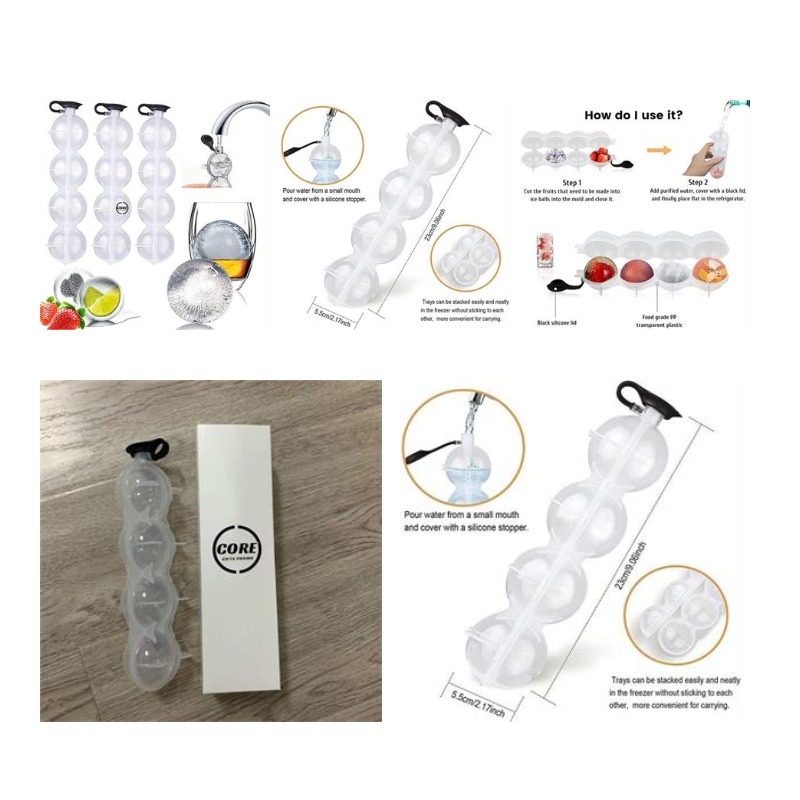 CORE
Pour water from a small mouth
and cover with a silicone stopper.
23cm/9.06inch
5.5cm/2.17inch
Trays can be stacked easily and neatly
in the freezer without sticking to each
other, more convenient for carrying.
How do I use it?
Step 1
Cut the fruits that need to be made into
ice balls into the mold and close it.
Step 2
Add purified water, cover with a black lid,
and finally place flat in the refrigerator.
Black silicone lid
Food grade PP
transparent plastic
CORE
GIFTS PROMO
Pour water from a small mouth
and cover with a silicone stopper.
23cm/9.06inch
5.5cm/2.17inch
Trays can be stacked easily and neatly
in the freezer without sticking to each
other, more convenient for carrying.